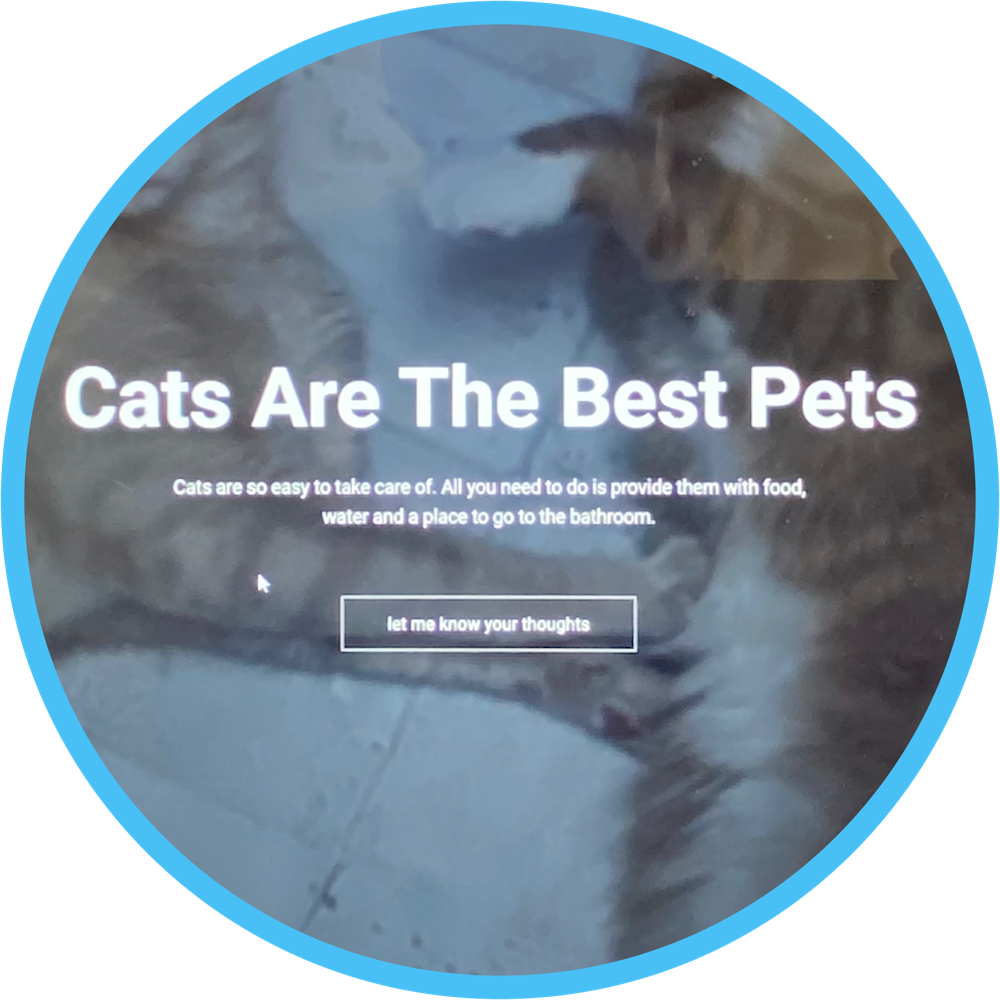 Cats Are The Best Pets
Cats are so easy to take care of. All you need to do is provide them with food,
water and a place to go to the bathroom.
let me know your thoughts